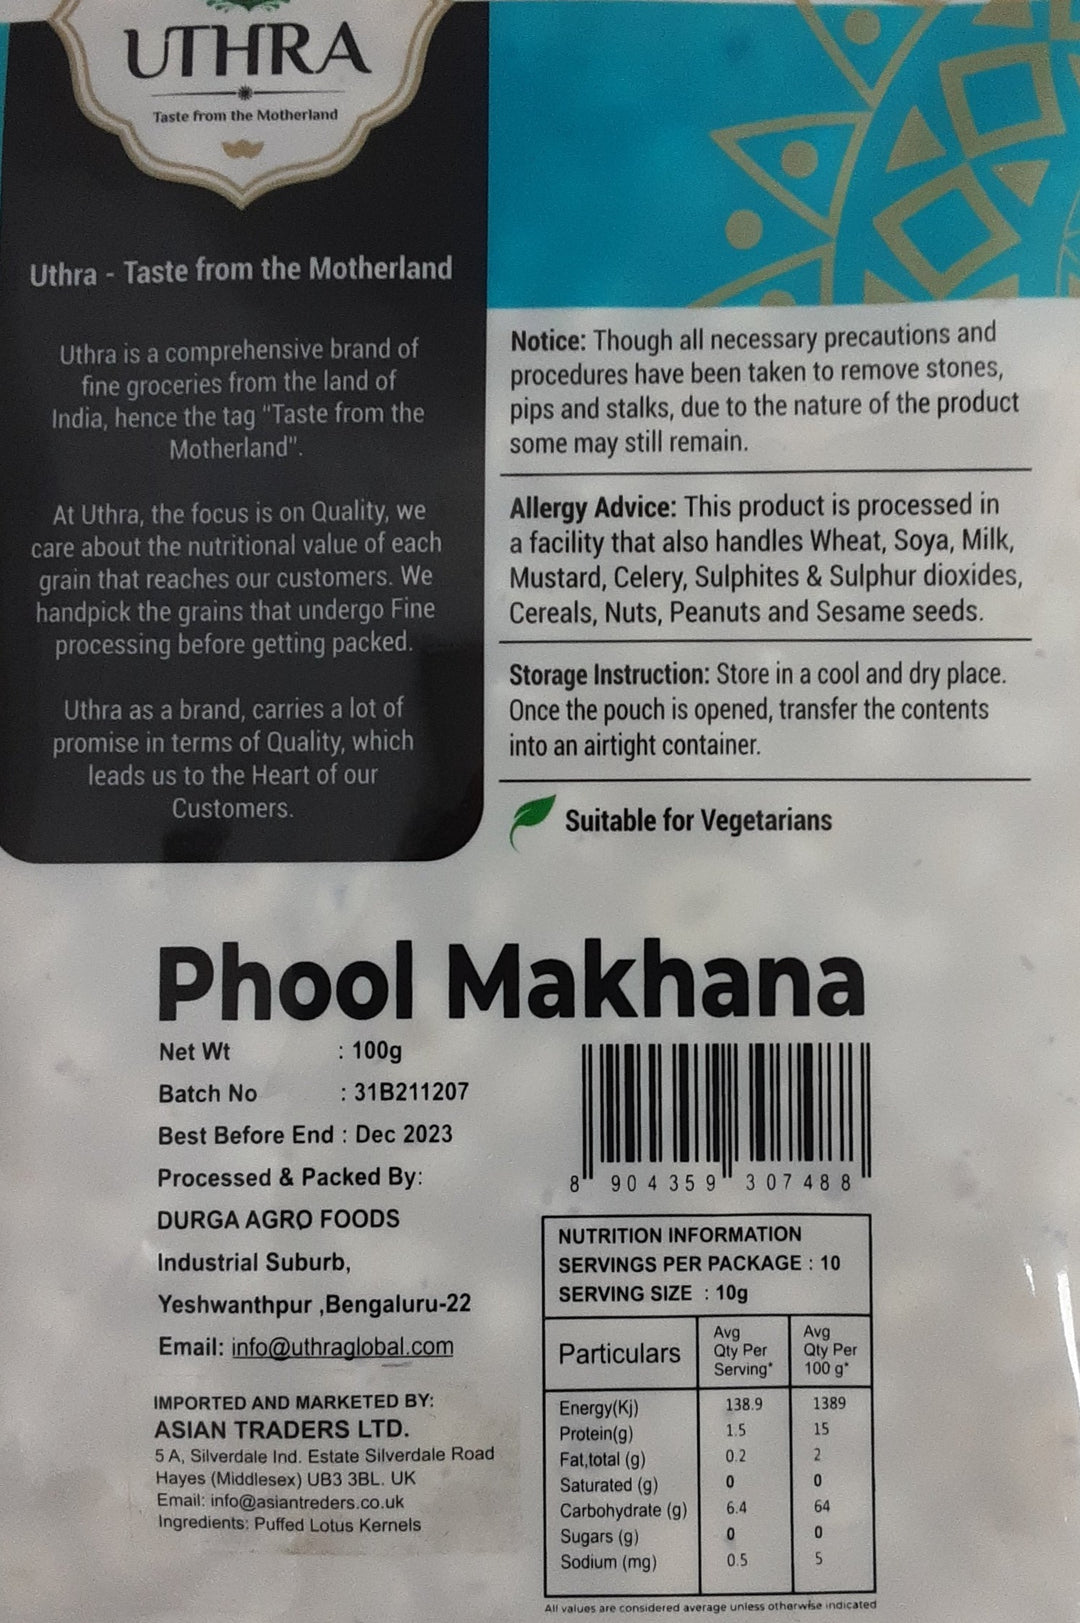 UTHRA
Taste from the Motherland
Uthra - Taste from the Motherland
Uthra is a comprehensive brand of
fine groceries from the land of
India, hence the tag "Taste from the
Motherland".
At Uthra, the focus is on Quality, we
care about the nutritional value of each
grain that reaches our customers. We
handpick the grains that undergo Fine
processing before getting packed.
Uthra as a brand, carries a lot of
promise in terms of Quality, which
leads us to the Heart of our
Customers.
Notice: Though all necessary precautions and
procedures have been taken to remove stones,
pips and stalks, due to the nature of the product
some may still remain.
Allergy Advice: This product is processed in
a facility that also handles Wheat, Soya, Milk,
Mustard, Celery, Sulphites & Sulphur dioxides,
Cereals, Nuts, Peanuts and Sesame seeds.
Storage Instruction: Store in a cool and dry place.
Once the pouch is opened, transfer the contents
into an airtight container.
Suitable for Vegetarians
Phool Makhana
Net Wt : 100g
Batch No : 31B211207
Best Before End : Dec 2023
Processed & Packed By:
DURGA AGRO FOODS
Industrial Suburb,
Yeshwanthpur ,Bengaluru-22
Email: info@uthraglobal.com
IMPORTED AND MARKETED BY:
ASIAN TRADERS LTD.
5 A, Silverdale Ind. Estate Silverdale Road
Hayes (Middlesex) UB3 3BL. UK
Email: info@asiantreders.co.uk
Ingredients: Puffed Lotus Kernels
8 904359 307488
NUTRITION INFORMATION
SERVINGS PER PACKAGE : 10
SERVING SIZE : 10g
Particulars Avg Qty Per Serving* Avg Qty Per 100 g*
Energy(Kj) 138.9 1389
Protein(g) 1.5 15
Fat,total (g) 0.2 2
Saturated (g) 0 0
Carbohydrate (g) 6.4 64
Sugars (g) 0 0
Sodium (mg) 0.5 5
All values are considered average unless otherwise indicated